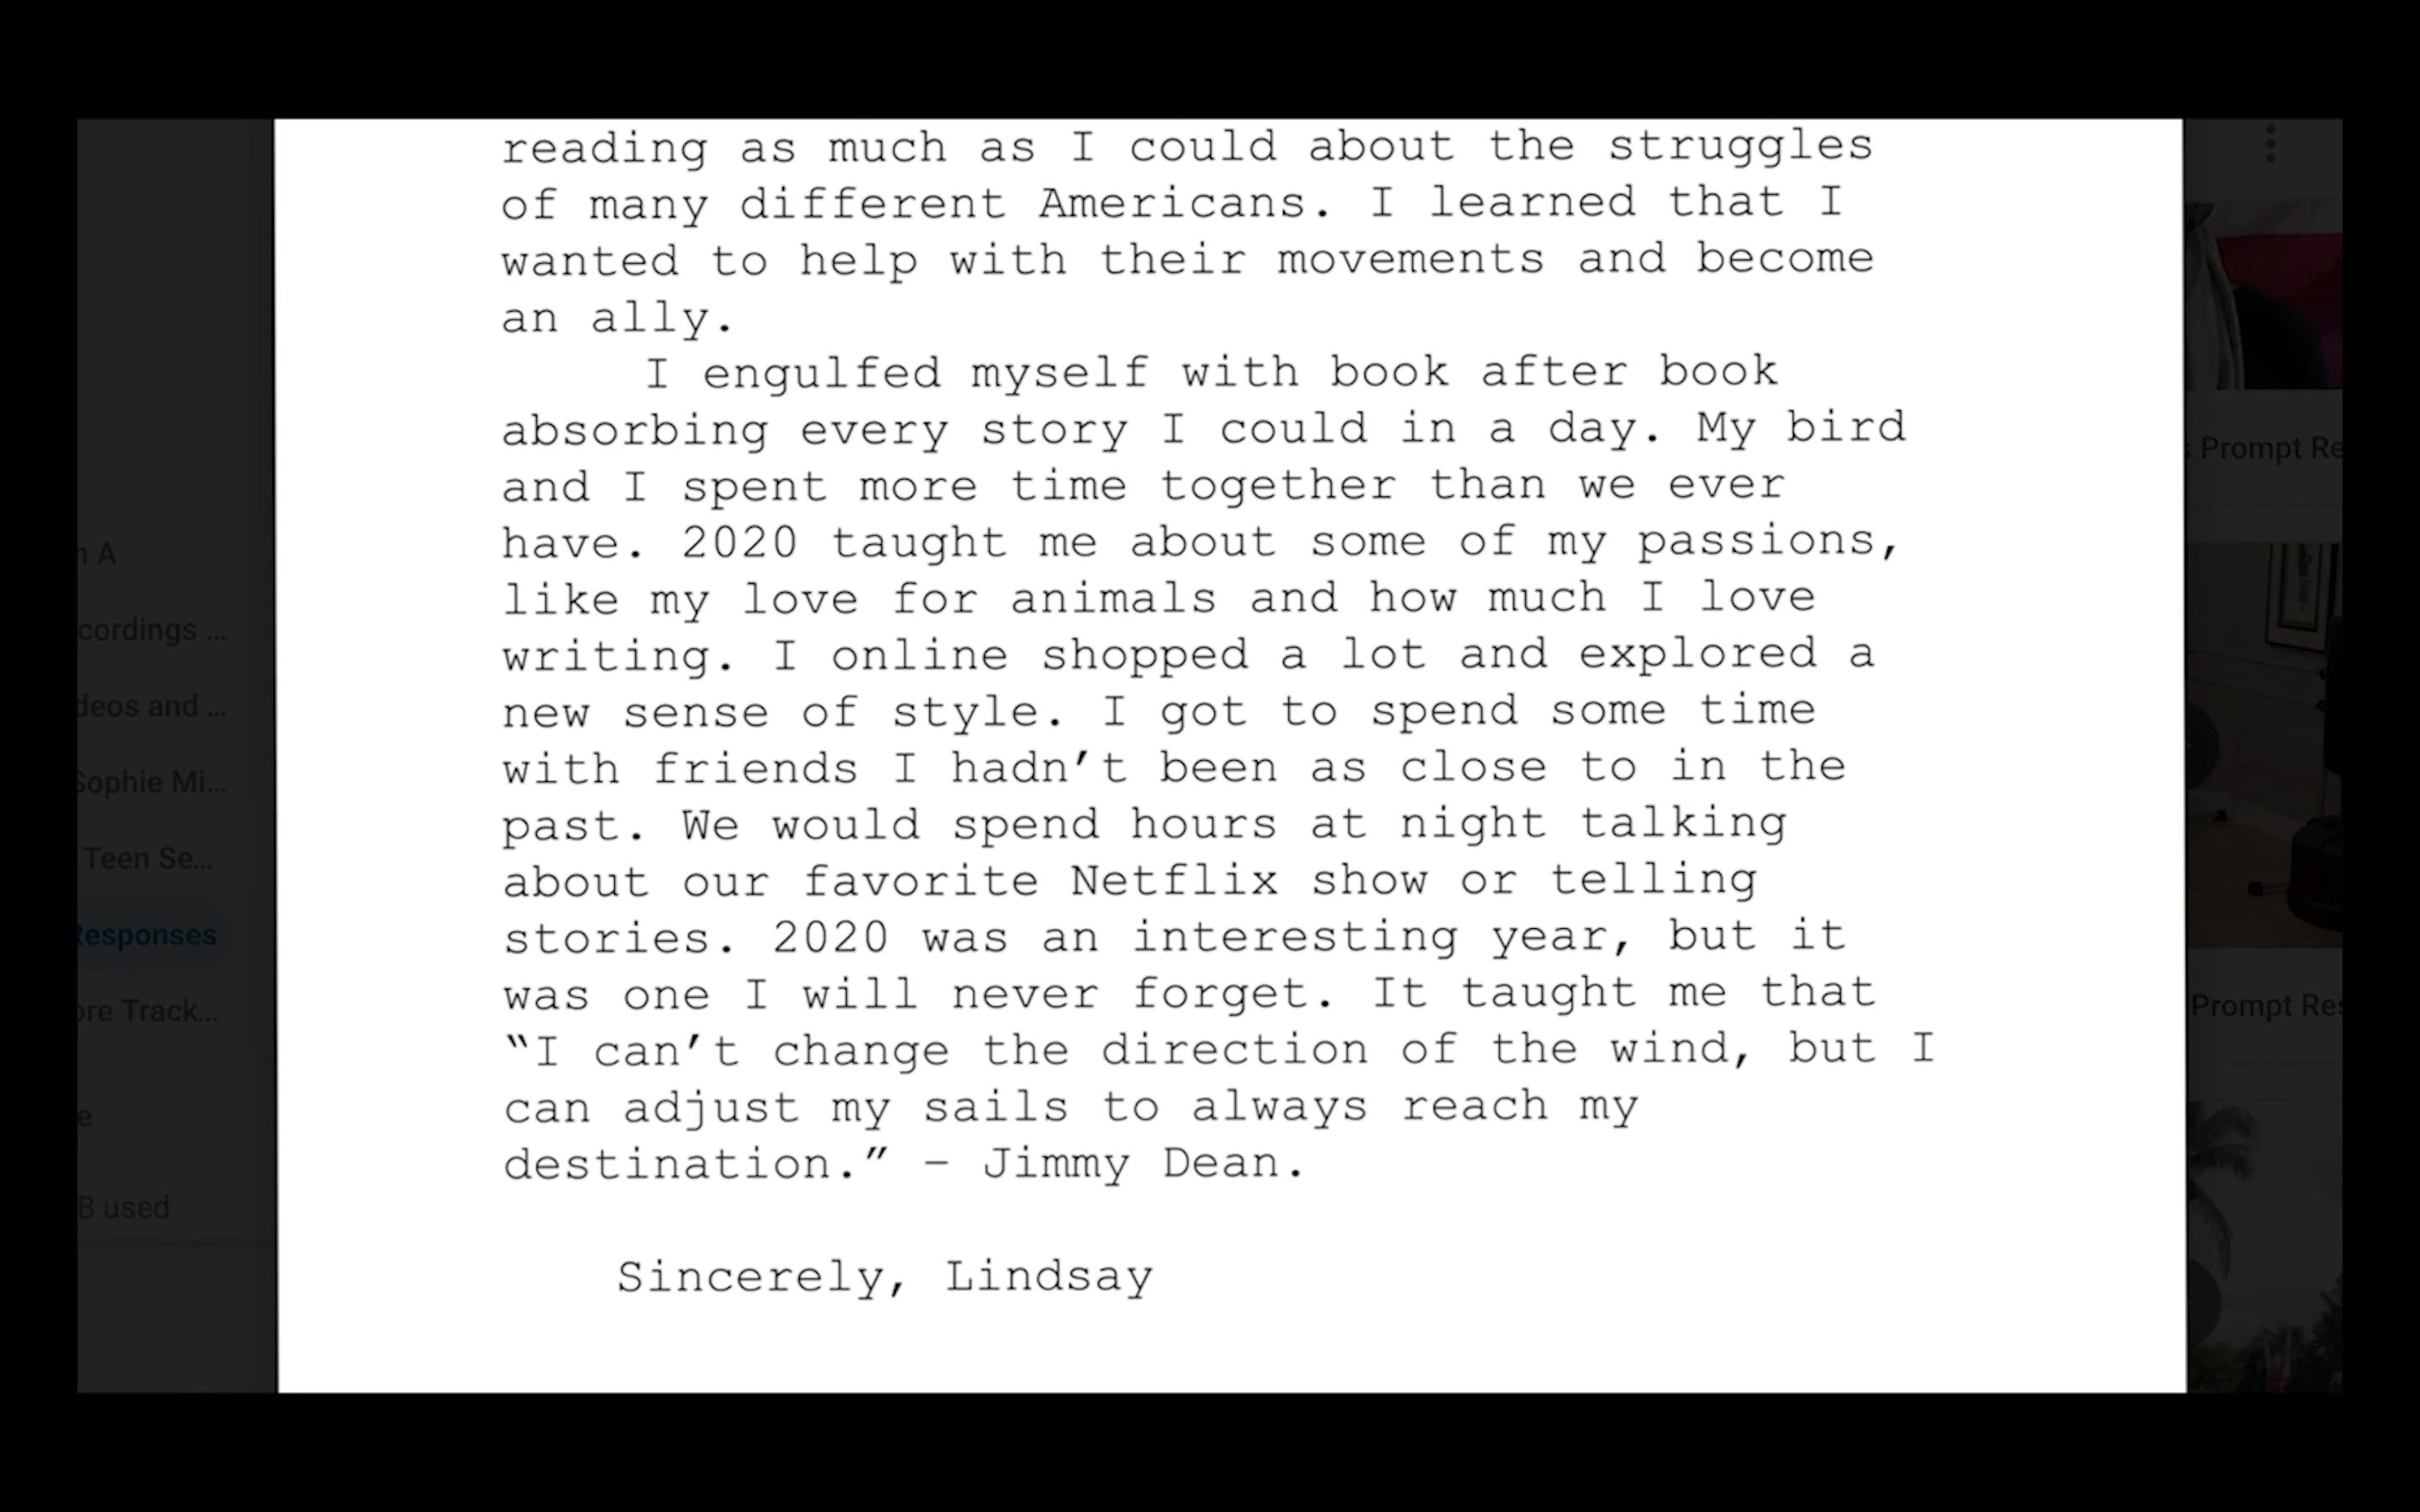 reading as much as I could about the struggles
of many different Americans. I learned that I
wanted to help with their movements and become
an ally.
I engulfed myself with book after book
absorbing every story I could in a day. My bird
and I spent more time together than we ever
have. 2020 taught me about some of my passions,
like my love for animals and how much I love
writing. I online shopped a lot and explored a
new sense of style. I got to spend some time
with friends I hadn’t been as close to in the
past. We would spend hours at night talking
about our favorite Netflix show or telling
stories. 2020 was an interesting year, but it
was one I will never forget. It taught me that
“I can’t change the direction of the wind, but I
can adjust my sails to always reach my
destination.” – Jimmy Dean.
Sincerely, Lindsay
n A
cordings ...
deos and ...
Sophie Mi...
Teen Se...
Responses
ore Track...
e
B used
s Prompt Re
Prompt Res